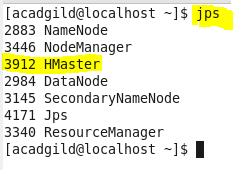 [acadgild@localhost ~]$ jps
2883 NameNode
3446 NodeManager
3912 HMaster
2984 DataNode
3145 SecondaryNameNode
4171 Jps
3340 ResourceManager
[acadgild@localhost ~]$